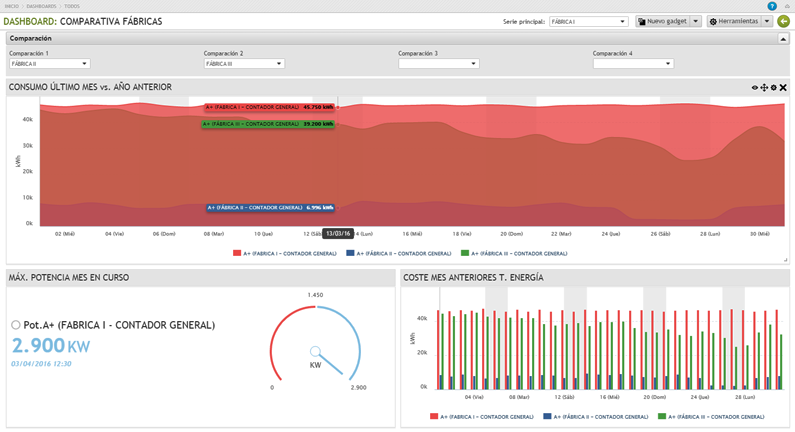 INICIO > DASHBOARDS > TODOS
DASHBOARD: COMPARATIVA FÁBRICAS
Serie principal: FÁBRICA I
Nuevo gadget
Herramientas
Comparación
Comparación 1
Comparación 2
Comparación 3
Comparación 4
FÁBRICA II
FÁBRICA III
CONSUMO ÚLTIMO MES vs. AÑO ANTERIOR
A+ (FABRICA I - CONTADOR GENERAL) 45.750 kWh
A+ (FÁBRICA III - CONTADOR GENERAL) 39.200 kWh
A+ (FÁBRICA II - CONTADOR GENERAL) 6.996 kWh
kWh
40k
30k
20k
10k
0k
02 (Mié) 04 (Vie) 06 (Dom) 08 (Mar) 10 (Jue) 12 (Sáb) 14 (Lun) 16 (Mié) 18 (Vie) 20 (Dom) 22 (Mar) 24 (Jue) 26 (Sáb) 28 (Lun) 30 (Mié)
13/03/16
A+ (FABRICA I - CONTADOR GENERAL) A+ (FÁBRICA II - CONTADOR GENERAL) A+ (FÁBRICA III - CONTADOR GENERAL)
MÁX. POTENCIA MES EN CURSO
Pot.A+ (FABRICA I - CONTADOR GENERAL)
2.900 KW
03/04/2016 12:30
1.450
KW
0
2.900
COSTE MES ANTERIORES T. ENERGÍA
kWh
40k
20k
0k
04 (Vie) 08 (Mar) 12 (Sáb) 16 (Mié) 20 (Dom) 24 (Jue) 28 (Lun)
A+ (FABRICA I - CONTADOR GENERAL) A+ (FÁBRICA II - CONTADOR GENERAL) A+ (FÁBRICA III - CONTADOR GENERAL)